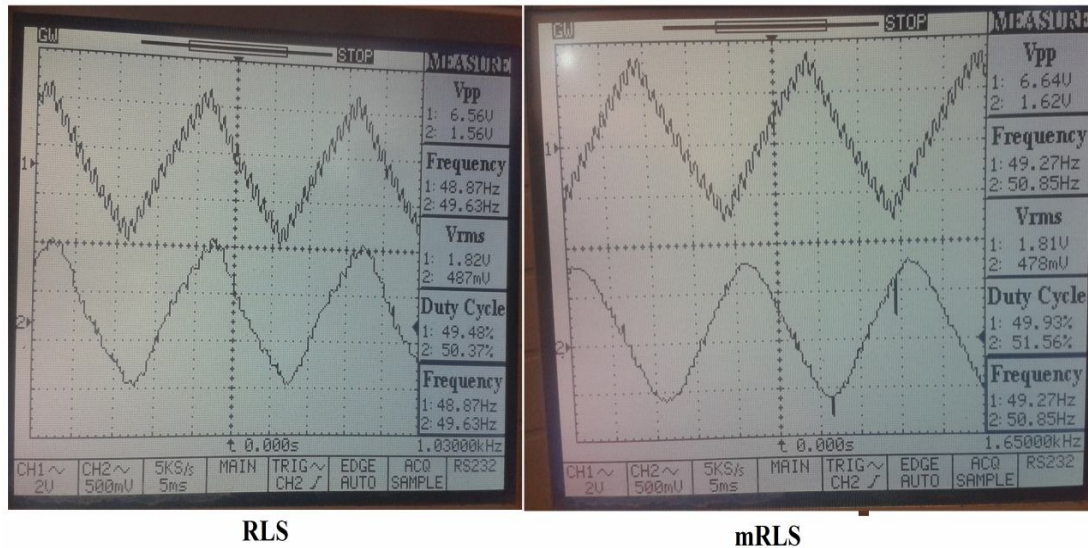 GW
STOP
MEASURE
Vpp
1: 6.56V
2: 1.56V
Frequency
1: 48.87Hz
2: 49.63Hz
Vrms
1: 1.82V
2: 487mV
Duty Cycle
1: 49.48%
2: 50.37%
Frequency
1: 48.87Hz
2: 49.63Hz
1
2
0.000s
1.03000kHz
CH1~ CH2~ 5KS/s MAIN TRIG~ EDGE ACQ RS232
2V 500mV 5ms CH2 AUTO SAMPLE
RLS
GW
STOP
MEASURE
Vpp
1: 6.64V
2: 1.62V
Frequency
1: 49.27Hz
2: 50.85Hz
Vrms
1: 1.81V
2: 478mV
Duty Cycle
1: 49.93%
2: 51.56%
Frequency
1: 49.27Hz
2: 50.85Hz
1
2
0.000s
1.65000kHz
CH1~ CH2~ 5KS/s MAIN TRIG~ EDGE ACQ RS232
2V 500mV 5ms CH2 AUTO SAMPLE
mRLS